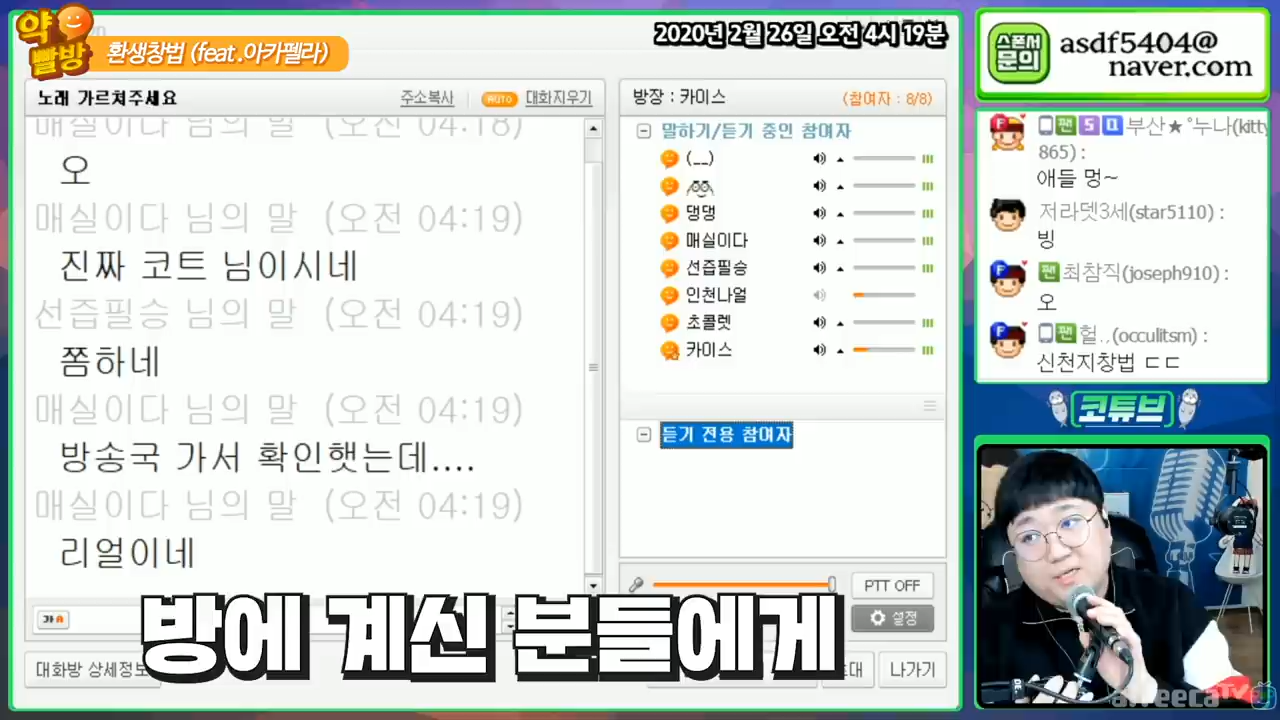 약
빨방
환생창법 (feat.아카펠라)
2020년 2월 26일 오전 4시 19분
스폰서
문의
asdf5404@
naver.com
노래 가르쳐주세요
주소복사
AUTO
대화지우기
매실이다 님의 말 (오전 04:18)
오
매실이다 님의 말 (오전 04:19)
진짜 코트 님이시네
선즙필승 님의 말 (오전 04:19)
쫌하네
매실이다 님의 말 (오전 04:19)
방송국 가서 확인햇는데....
매실이다 님의 말 (오전 04:19)
리얼이네
가A
대화방 상세정보
방장 : 카이스
(참여자 : 8/8)
말하기/듣기 중인 참여자
(__)
댕댕
매실이다
선즙필승
인천나얼
초콜렛
카이스
듣기 전용 참여자
PTT OFF
설정
나가기
방에 계신 분들에게
팬 S Q 부산★˚누나(kitty
865) :
애들 멍~
저라뎃3세(star5110) :
빙
팬 최참직(joseph910) :
오
팬 헐.,(occulitsm) :
신천지창법 ㄷㄷ
코튜브
afreecaTV